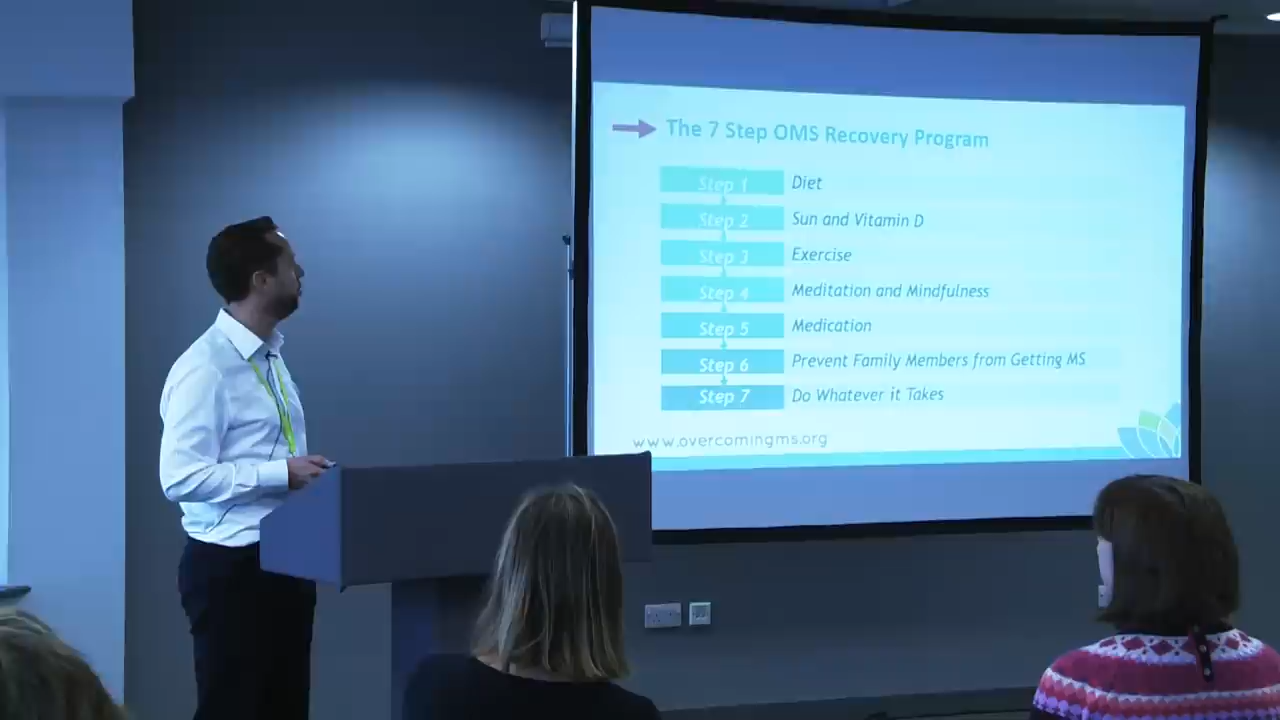 The 7 Step OMS Recovery Program
Step 1 Diet
Step 2 Sun and Vitamin D
Step 3 Exercise
Step 4 Meditation and Mindfulness
Step 5 Medication
Step 6 Prevent Family Members from Getting MS
Step 7 Do Whatever it Takes
www.overcomingms.org